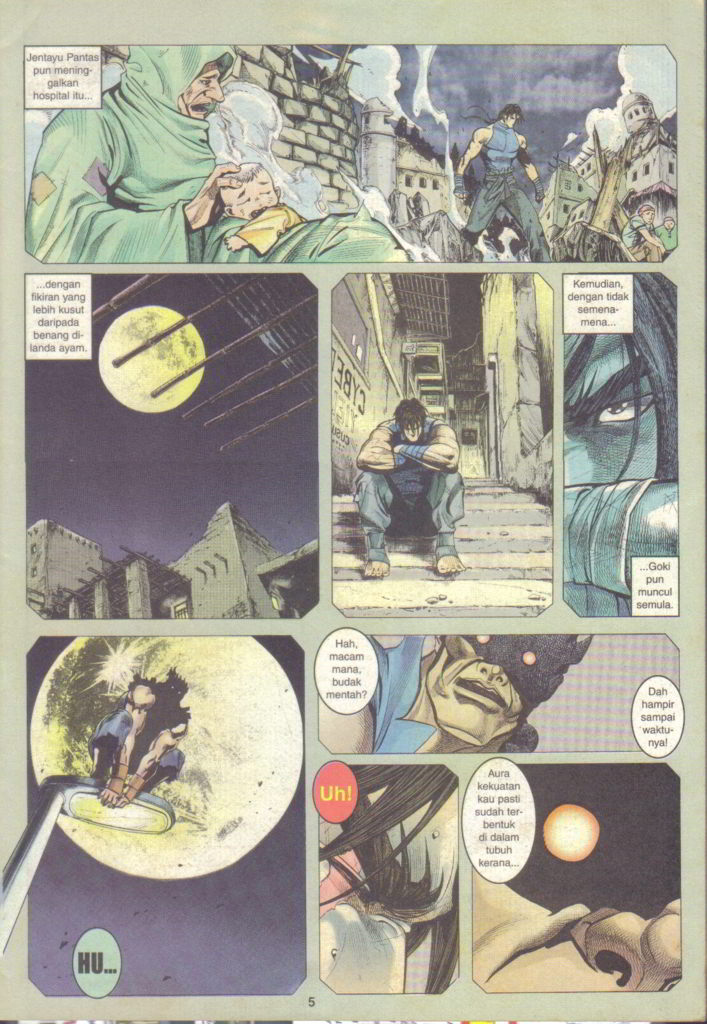 Jentayu Pantas
pun mening-
galkan
hospital itu...
...dengan
fikiran yang
lebih kusut
daripada
benang di-
landa ayam.
CYBE
Kemudian,
dengan tidak
semena-
mena...
...Goki
pun
muncul
semula.
HU...
Hah,
macam
mana,
budak
mentah?
Dah
hampir
sampai
waktu-
nya!
Uh!
Aura
kekuatan
kau pasti
sudah ter-
bentuk
di dalam
tubuh
kerana...
5